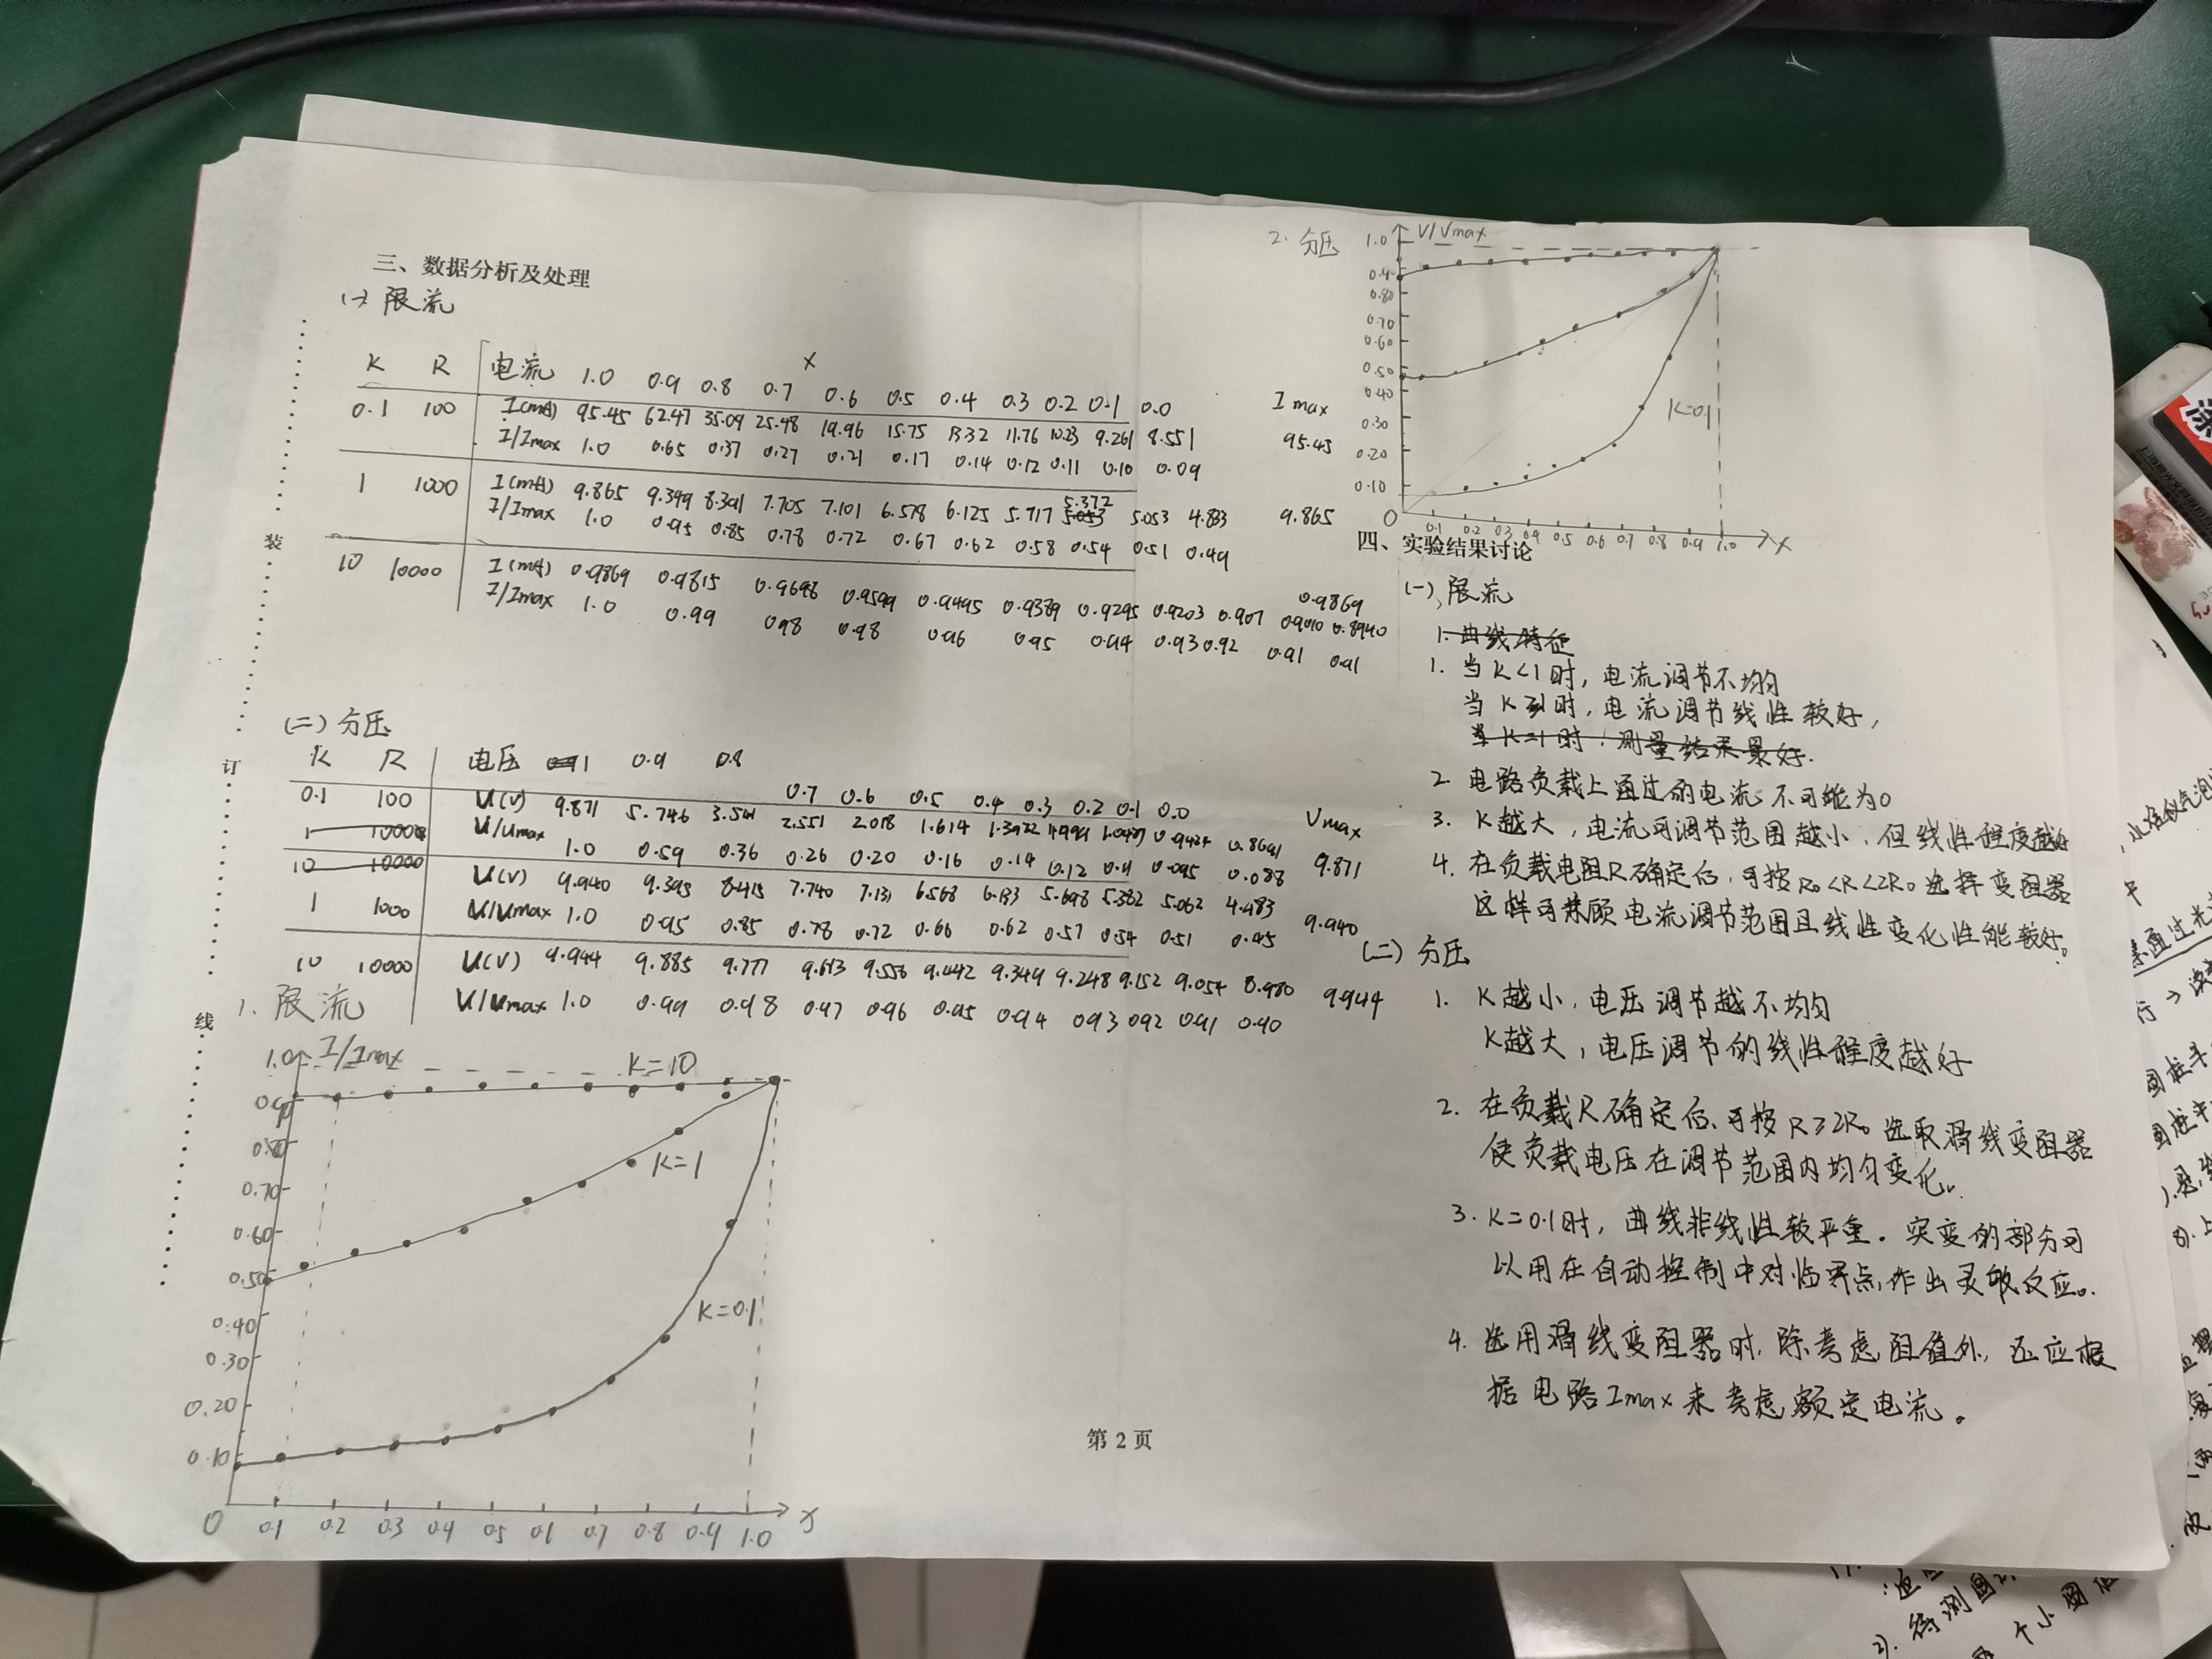 三、数据分析及处理
(一) 限流
K R 电流 X
1.0 0.9 0.8 0.7 0.6 0.5 0.4 0.3 0.2 0.1 0.0 I max
0.1 100 I(mA) 95.45 62.47 35.09 25.48 19.96 15.75 13.32 11.76 10.23 9.261 8.551 95.45
I/Imax 1.0 0.65 0.37 0.27 0.21 0.17 0.14 0.12 0.11 0.10 0.09
1 1000 I(mA) 9.865 9.399 8.391 7.705 7.101 6.578 6.125 5.717 5.372 5.053 4.833 9.865
I/Imax 1.0 0.95 0.85 0.78 0.72 0.67 0.62 0.58 0.54 0.51 0.49
10 10000 I(mA) 0.9869 0.9815 0.9698 0.9599 0.9495 0.9389 0.9295 0.9203 0.907 0.9010 0.8940 0.9869
I/Imax 1.0 0.99 0.98 0.98 0.96 0.95 0.94 0.93 0.92 0.91 0.91
(二) 分压
K R 电压 1 0.9 0.8 0.7 0.6 0.5 0.4 0.3 0.2 0.1 0.0 Vmax
0.1 100 U(V) 9.871 5.746 3.541 2.551 2.018 1.614 0.8691 9.871
1 10000
U/Umax 1.0 0.59 0.36 0.26 0.20 0.16 0.14 0.12 0.11 0.095 0.088
10 10000
1 1000 U(V) 9.940 9.393 8.413 7.740 7.131 6.568 6.133 5.698 5.382 5.062 4.483 9.940
U/Umax 1.0 0.95 0.85 0.78 0.72 0.66 0.62 0.57 0.54 0.51 0.45
10 10000 U(V) 9.944 9.885 9.777 9.673 9.556 9.442 9.349 9.248 9.152 9.054 8.980 9.944
U/Umax 1.0 0.99 0.98 0.97 0.96 0.95 0.94 0.93 0.92 0.91 0.90
1. 限流
I/Imax
1.0
0.9
0.80
0.70
0.60
0.50
0.40
0.30
0.20
0.10
0 0.1 0.2 0.3 0.4 0.5 0.6 0.7 0.8 0.9 1.0 X
K=10
K=1
K=0.1
装
订
线
第 2 页
2. 分压
V/Vmax
1.0
0.9
0.80
0.70
0.60
0.50
0.40
0.30
0.20
0.10
0 0.1 0.2 0.3 0.4 0.5 0.6 0.7 0.8 0.9 1.0 X
K=0.1
四、实验结果讨论
(一)、限流
1. 曲线特征
1. 当K<1时, 电流调节不均匀
当K≥1时, 电流调节线性较好,
当K=1时: 测量结果最好.
2. 电路负载上通过的电流不可能为0
3. K越大, 电流可调节范围越小, 但线性程度越好
4. 在负载电阻R确定后, 可按R₀<R<2R₀选择变阻器
这样可兼顾电流调节范围且线性变化性能较好。
(二) 分压
1. K越小, 电压调节越不均匀
K越大, 电压调节的线性程度越好
2. 在负载R确定后, 可按R≥2R₀选取滑线变阻器
使负载电压在调节范围内均匀变化.
3. K=0.1时, 曲线非线性较严重. 突变的部分可
以用在自动控制中对临界点,作出灵敏反应。
4. 选用滑线变阻器时, 除考虑阻值外, 还应根
据电路Imax来考虑额定电流。